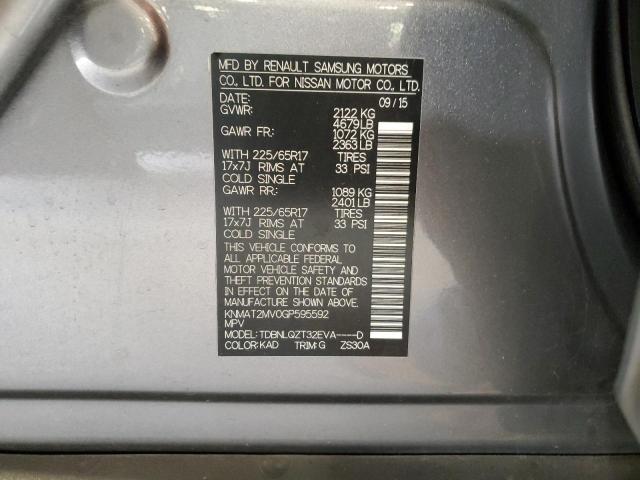 MFD BY RENAULT SAMSUNG MOTORS
CO., LTD. FOR NISSAN MOTOR CO., LTD.
DATE: 09/15
GVWR: 2122 KG
4679 LB
GAWR FR: 1072 KG
2363 LB
WITH 225/65R17 TIRES
17x7J RIMS AT 33 PSI
COLD SINGLE
GAWR RR: 1089 KG
2401 LB
WITH 225/65R17 TIRES
17x7J RIMS AT 33 PSI
COLD SINGLE
THIS VEHICLE CONFORMS TO
ALL APPLICABLE FEDERAL
MOTOR VEHICLE SAFETY AND
THEFT PREVENTION STANDARDS
IN EFFECT ON THE DATE OF
MANUFACTURE SHOWN ABOVE.
KNMAT2MV0GP595592
MPV
MODEL: TDBNLQZT32EVA----D
COLOR: KAD TRIM: G ZS30A